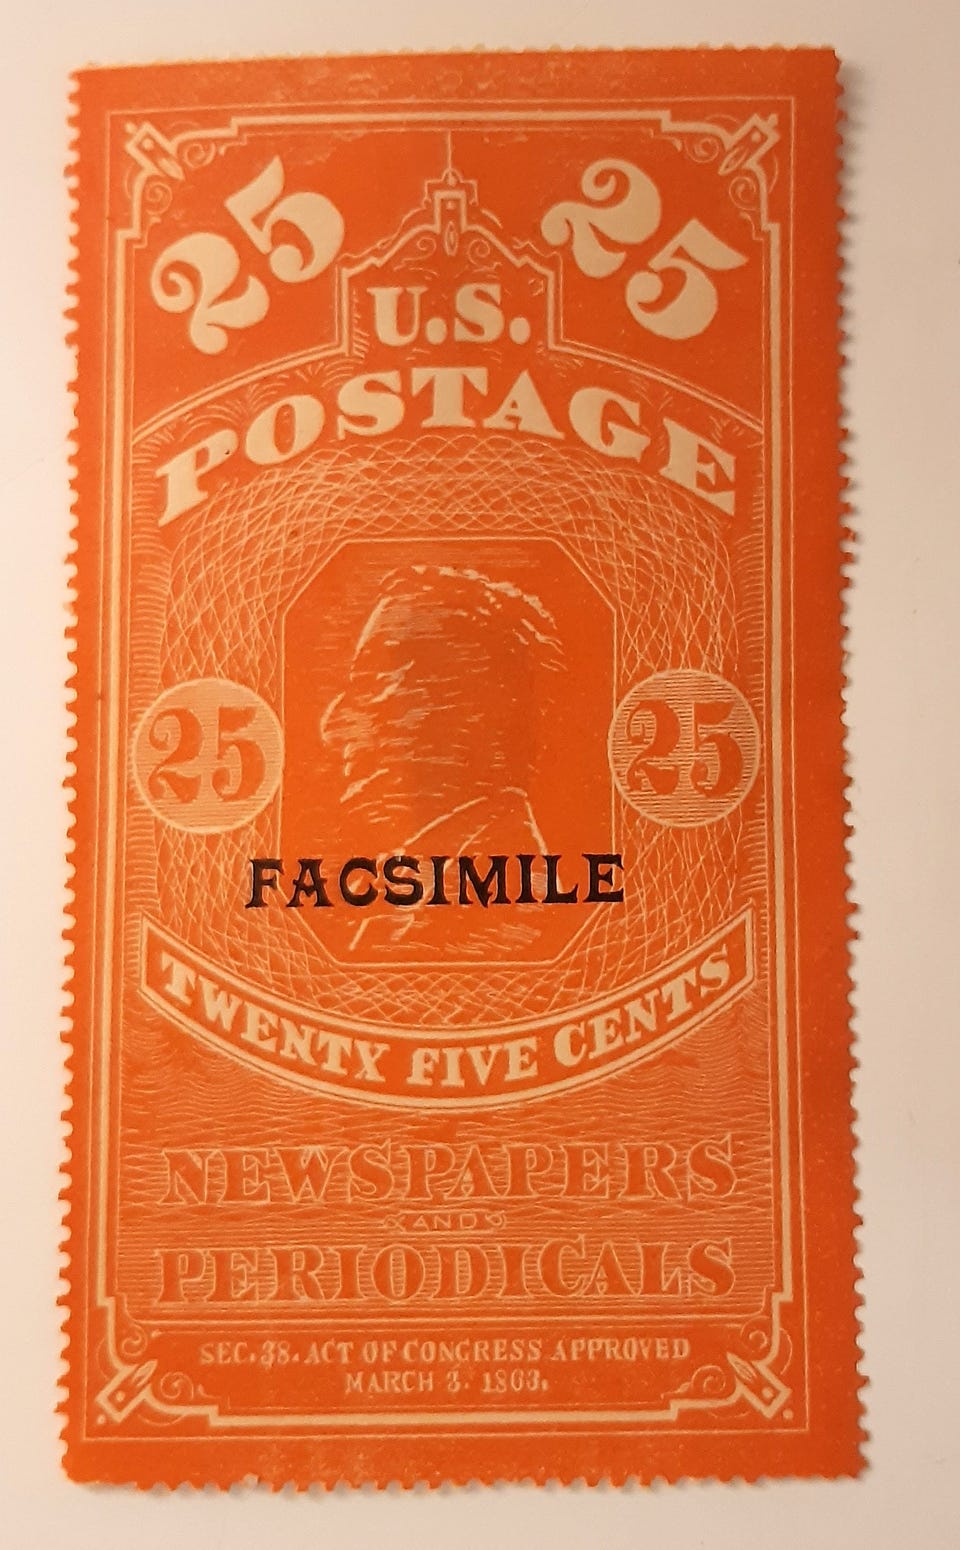 25 25
U.S.
POSTAGE
25 25
FACSIMILE
TWENTY FIVE CENTS
NEWSPAPERS
AND
PERIODICALS
SEC. 38. ACT OF CONGRESS APPROVED
MARCH 3. 1863.